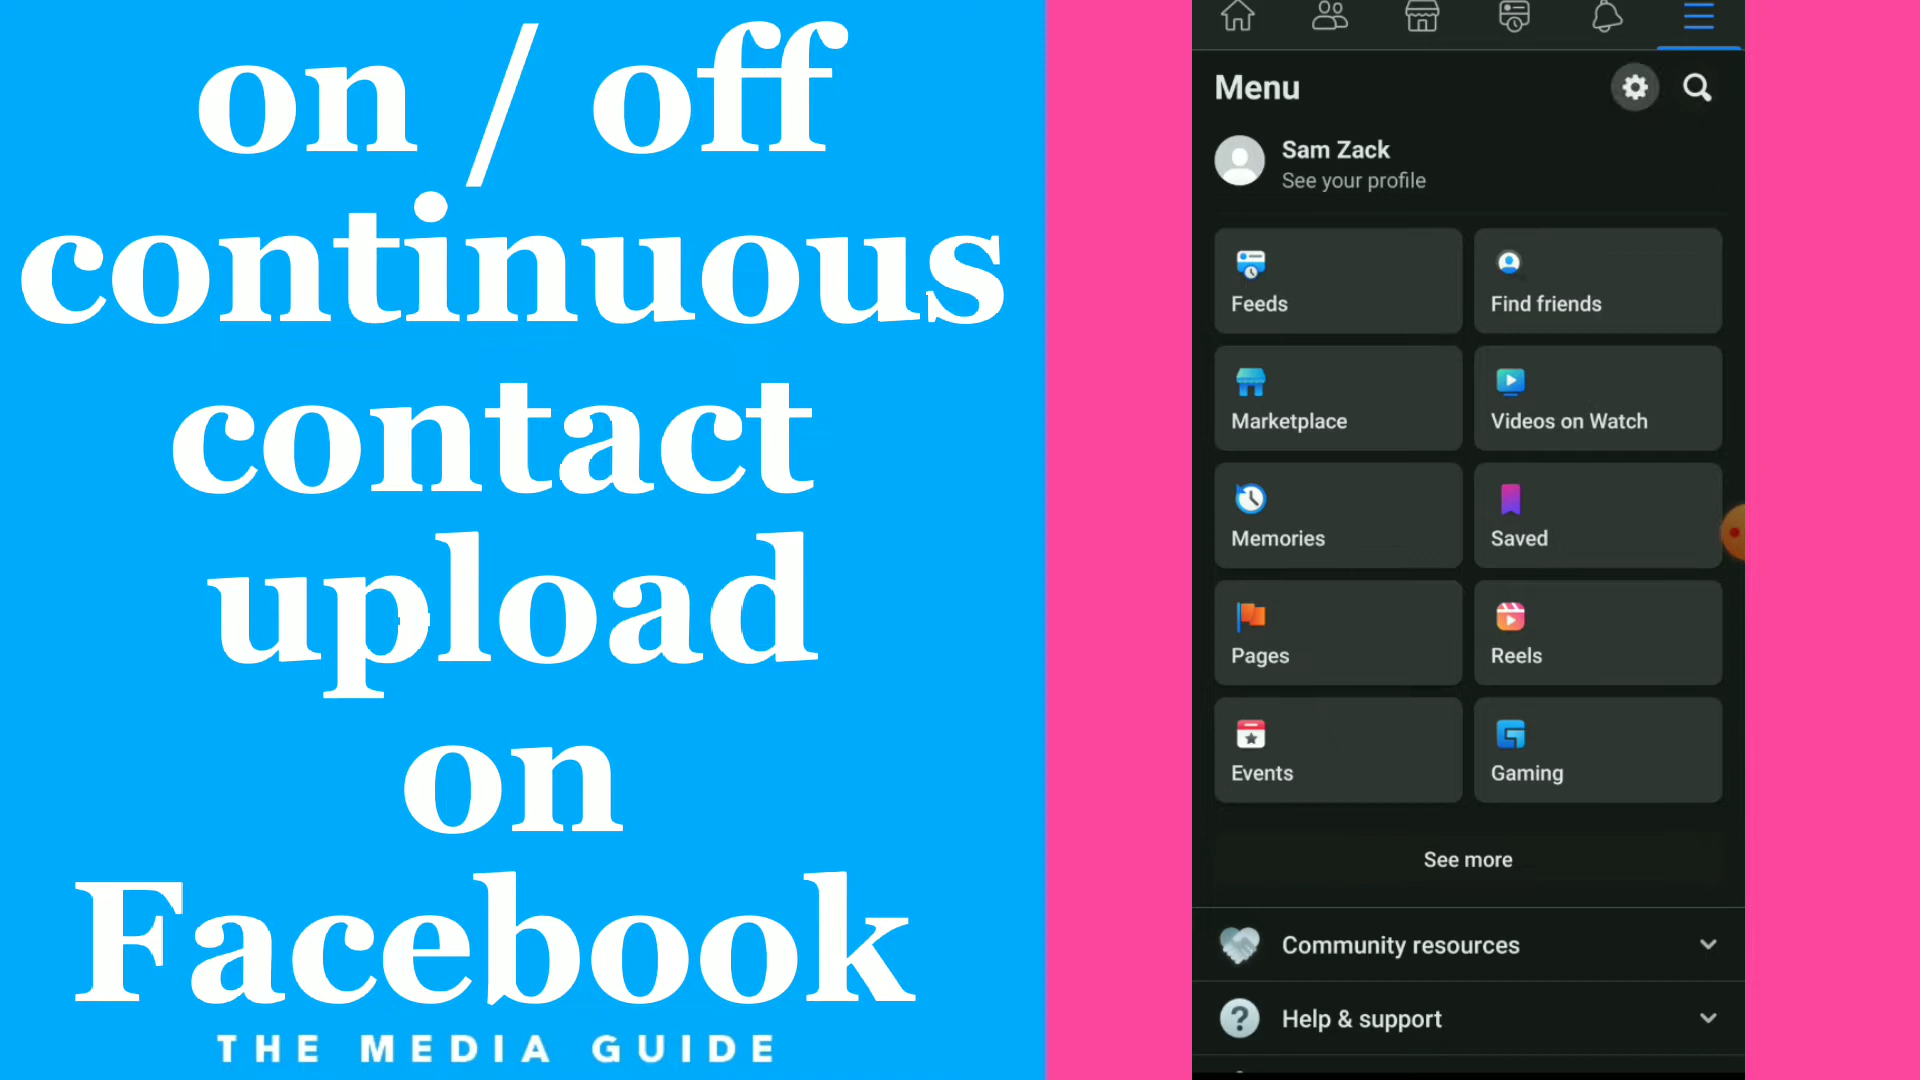 on / off
continuous
contact
upload
on
Facebook
THE MEDIA GUIDE
Menu
Sam Zack
See your profile
Feeds
Find friends
Marketplace
Videos on Watch
Memories
Saved
Pages
Reels
Events
Gaming
See more
Community resources
Help & support